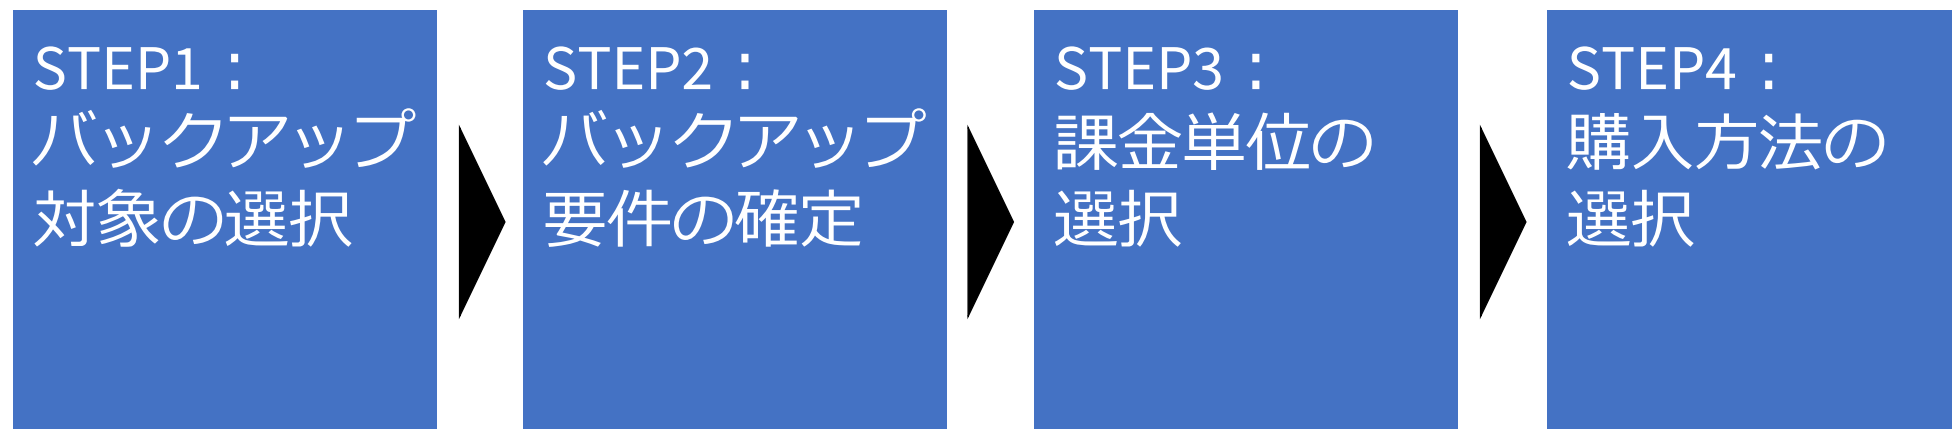 STEP1：
バックアップ
対象の選択
STEP2：
バックアップ
要件の確定
STEP3：
課金単位の
選択
STEP4：
購入方法の
選択